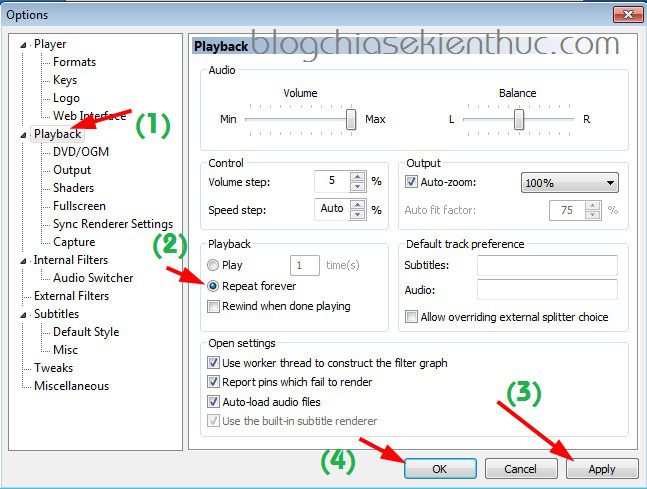 Options
Player
Formats
Keys
Logo
Web Interface
Playback
DVD/OGM
Output
Shaders
Fullscreen
Sync Renderer Settings
Capture
Internal Filters
Audio Switcher
External Filters
Subtitles
Default Style
Misc
Tweaks
Miscellaneous
(1)
Playback
blogchiasekienthuc.com
Audio
Volume Balance
Min Max L R
Control
Volume step: 5 %
Speed step: Auto %
Output
Auto-zoom: 100%
Auto fit factor: 75 %
(2)
Playback
Play 1 time(s)
Repeat forever
Rewind when done playing
Default track preference
Subtitles:
Audio:
Allow overriding external splitter choice
Open settings
Use worker thread to construct the filter graph
Report pins which fail to render
Auto-load audio files
Use the built-in subtitle renderer
(3)
(4)
OK Cancel Apply